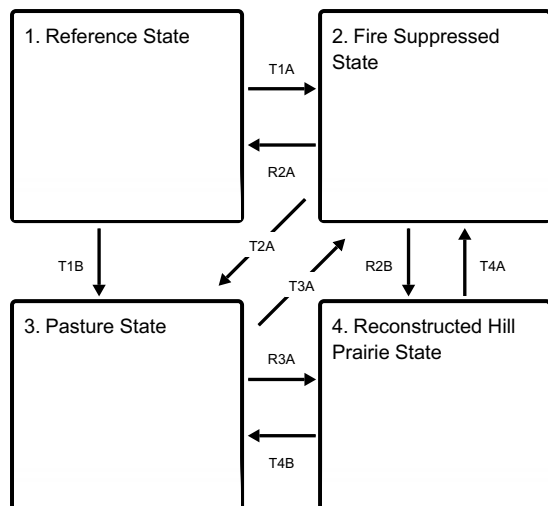 1. Reference State
2. Fire Suppressed
State
T1A
R2A
T2A
T3A
T1B
R2B
T4A
3. Pasture State
4. Reconstructed Hill
Prairie State
R3A
T4B